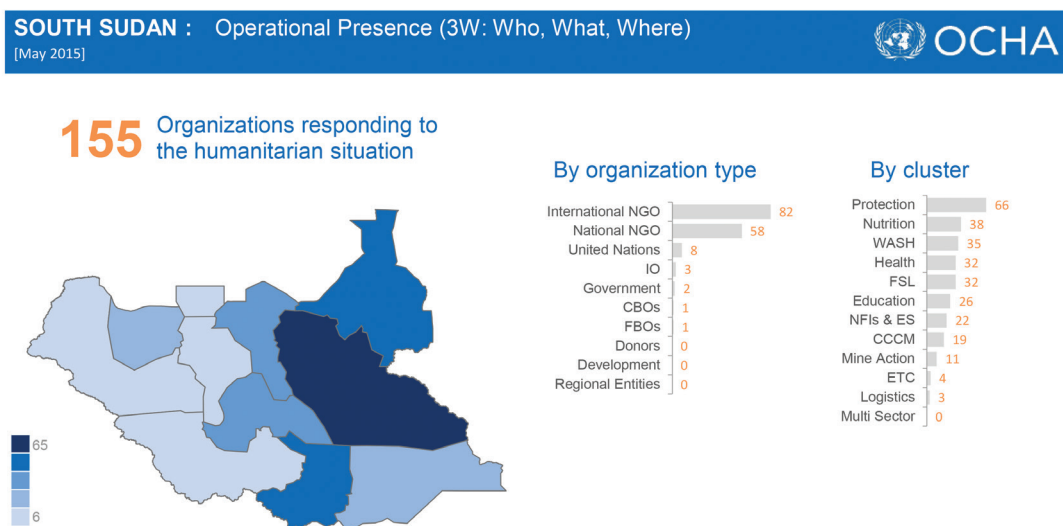 SOUTH SUDAN : Operational Presence (3W: Who, What, Where)
[May 2015]
OCHA
155 Organizations responding to
the humanitarian situation
By organization type
International NGO 82
National NGO 58
United Nations 8
IO 3
Government 2
CBOs 1
FBOs 1
Donors 0
Development 0
Regional Entities 0
By cluster
Protection 66
Nutrition 38
WASH 35
Health 32
FSL 32
Education 26
NFIs & ES 22
CCCM 19
Mine Action 11
ETC 4
Logistics 3
Multi Sector 0
65
6